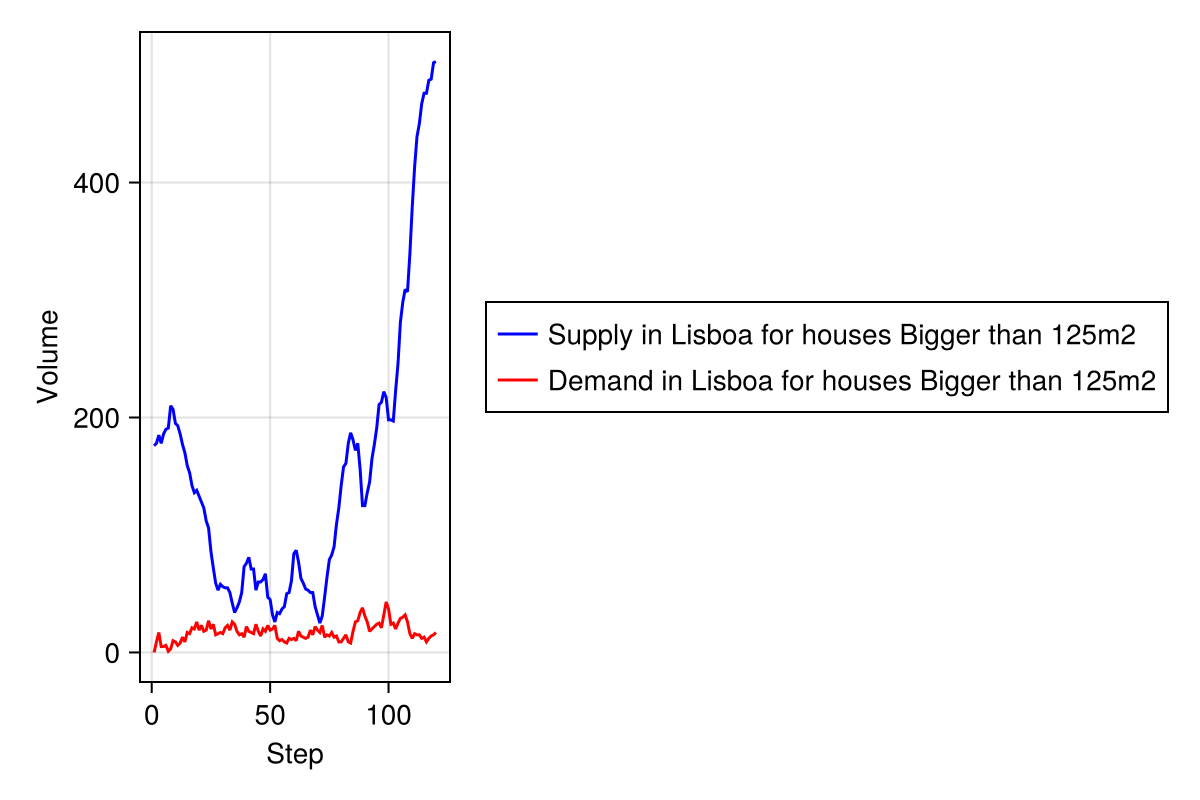 400
200
0
Volume
0 50 100
Step
Supply in Lisboa for houses Bigger than 125m2
Demand in Lisboa for houses Bigger than 125m2